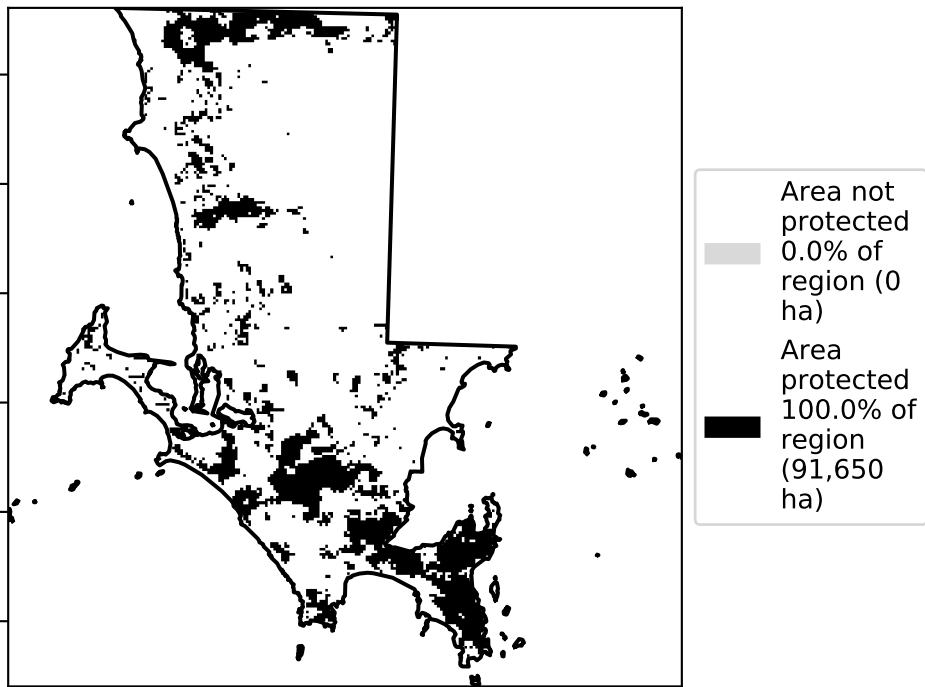 Area not
protected
0.0% of
region (0
ha)
Area
protected
100.0% of
region
(91,650
ha)